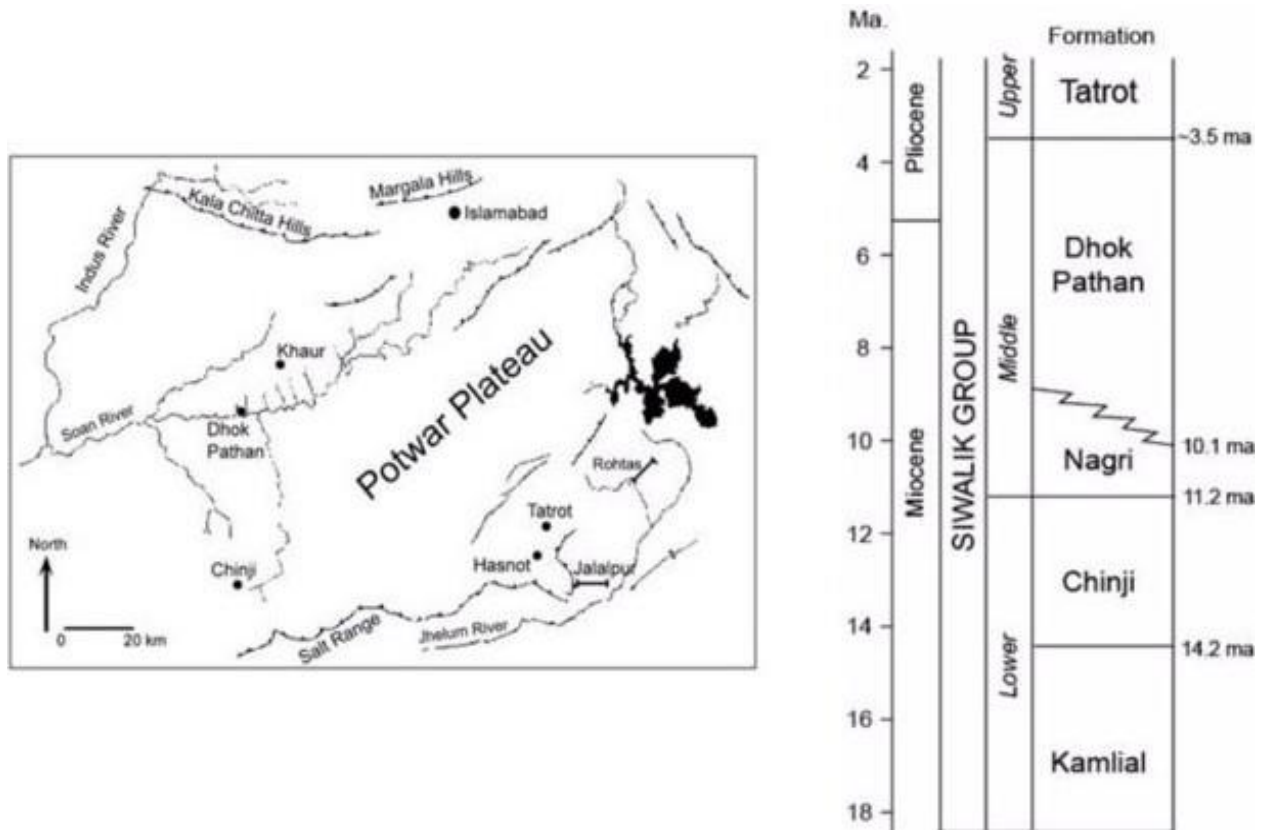 Margala Hills
Kala Chitta Hills
Islamabad
Indus River
Khaur
Potwar Plateau
Soan River
Dhok
Pathan
Rohtas
Tatrot
North
Chinji
Hasnot
Jalalpur
0 20 km
Salt Range
Jhelum River
Ma.
Formation
2
4
6
8
10
12
14
16
18
Pliocene
Miocene
SIWALIK GROUP
Upper
Middle
Lower
Tatrot
~3.5 ma
Dhok
Pathan
10.1 ma
Nagri
11.2 ma
Chinji
14.2 ma
Kamlial